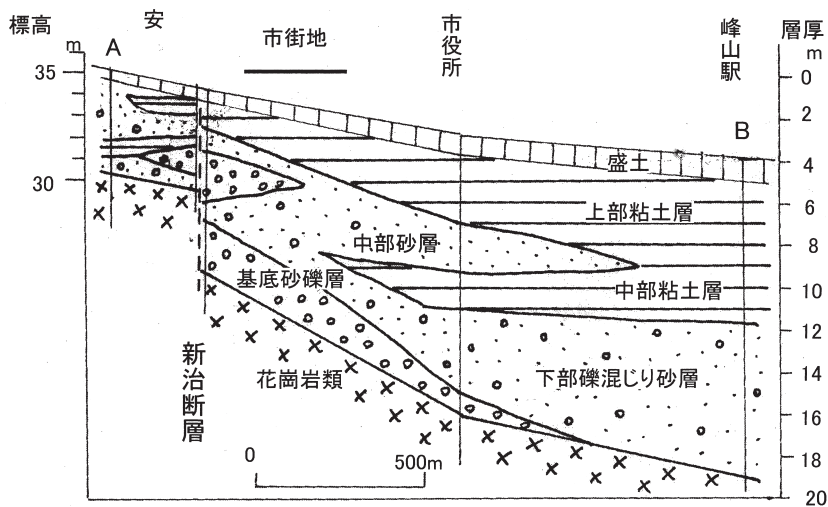 標高
m
安
A
市街地
市役所
峰山駅
層厚
m
B
35
30
0
2
4
6
8
10
12
14
16
18
20
盛土
上部粘土層
中部砂層
中部粘土層
基底砂礫層
下部礫混じり砂層
花崗岩類
新治断層
0
500m